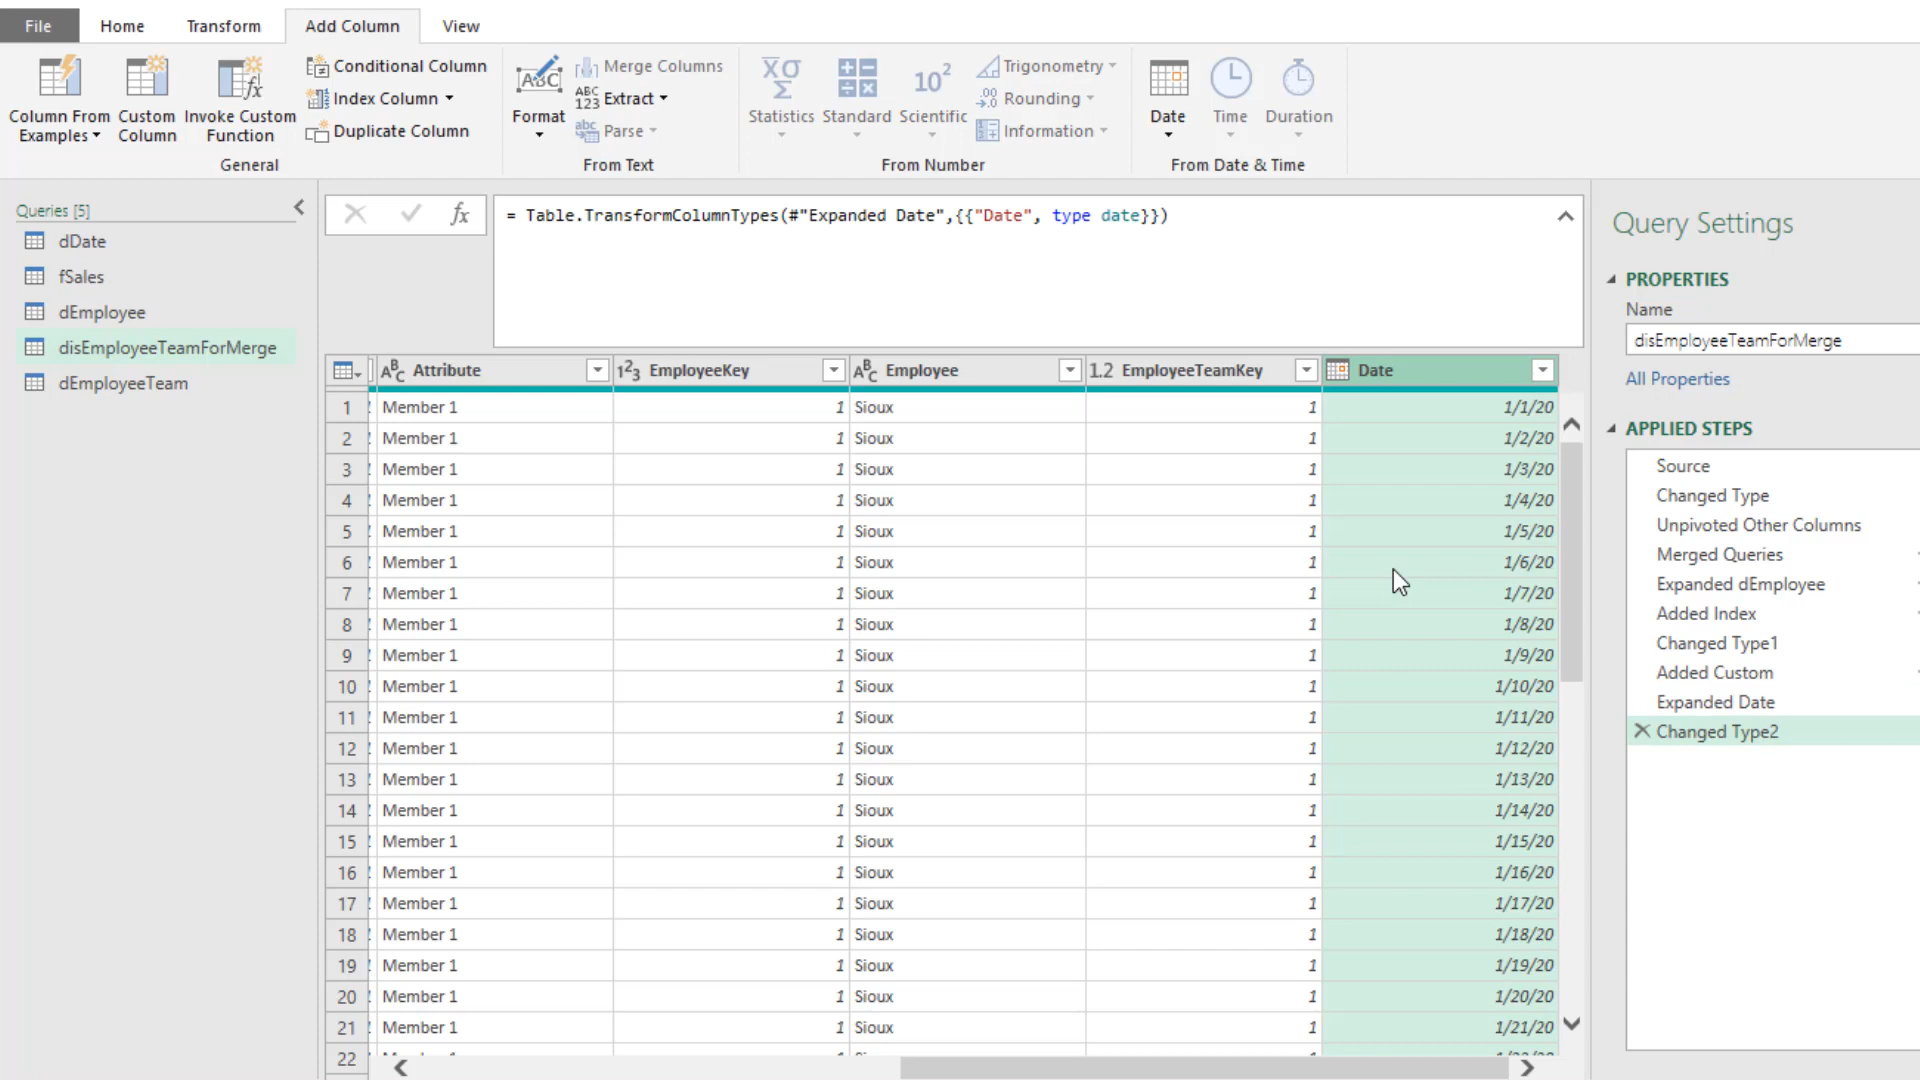 File Home Transform Add Column View
Column From Examples
Custom Column
Invoke Custom Function
Conditional Column
Index Column
Duplicate Column
General
Format
Merge Columns
Extract
Parse
From Text
Statistics
Standard
Scientific
Trigonometry
Rounding
Information
From Number
Date
Time
Duration
From Date & Time
Queries [5]
dDate
fSales
dEmployee
disEmployeeTeamForMerge
dEmployeeTeam
fx
= Table.TransformColumnTypes(#"Expanded Date",{{"Date", type date}})
Attribute EmployeeKey Employee 1.2 EmployeeTeamKey Date
1 Member 1 1 Sioux 1 1/1/20
2 Member 1 1 Sioux 1 1/2/20
3 Member 1 1 Sioux 1 1/3/20
4 Member 1 1 Sioux 1 1/4/20
5 Member 1 1 Sioux 1 1/5/20
6 Member 1 1 Sioux 1 1/6/20
7 Member 1 1 Sioux 1 1/7/20
8 Member 1 1 Sioux 1 1/8/20
9 Member 1 1 Sioux 1 1/9/20
10 Member 1 1 Sioux 1 1/10/20
11 Member 1 1 Sioux 1 1/11/20
12 Member 1 1 Sioux 1 1/12/20
13 Member 1 1 Sioux 1 1/13/20
14 Member 1 1 Sioux 1 1/14/20
15 Member 1 1 Sioux 1 1/15/20
16 Member 1 1 Sioux 1 1/16/20
17 Member 1 1 Sioux 1 1/17/20
18 Member 1 1 Sioux 1 1/18/20
19 Member 1 1 Sioux 1 1/19/20
20 Member 1 1 Sioux 1 1/20/20
21 Member 1 1 Sioux 1 1/21/20
22
Query Settings
PROPERTIES
Name
disEmployeeTeamForMerge
All Properties
APPLIED STEPS
Source
Changed Type
Unpivoted Other Columns
Merged Queries
Expanded dEmployee
Added Index
Changed Type1
Added Custom
Expanded Date
Changed Type2